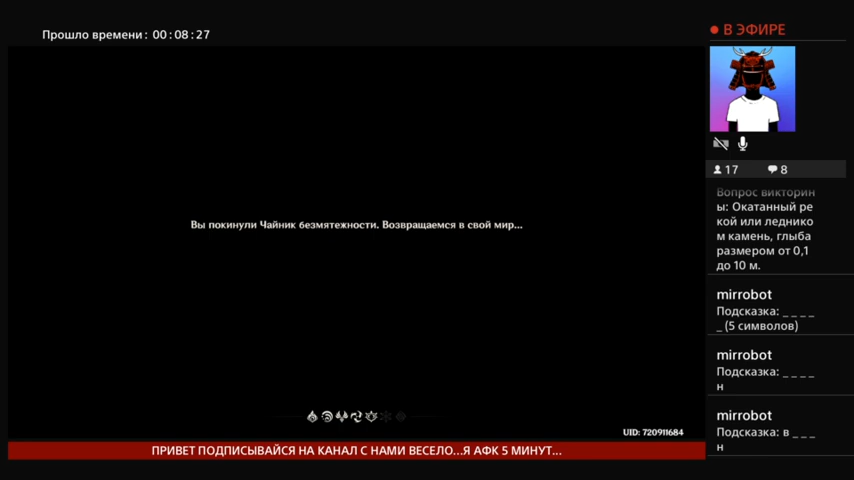 Прошло времени: 00:08:27
В ЭФИРЕ
17
8
Вопрос викторин
ы: Окатанный ре
кой или леднико
м камень, глыба
размером от 0,1
до 10 м.
mirrobot
Подсказка: _ _ _ _
_ (5 символов)
mirrobot
Подсказка: _ _ _ _
н
mirrobot
Подсказка: в _ _ _
н
Вы покинули Чайник безмятежности. Возвращаемся в свой мир...
UID: 720911684
ПРИВЕТ ПОДПИСЫВАЙСЯ НА КАНАЛ С НАМИ ВЕСЕЛО...Я АФК 5 МИНУТ...